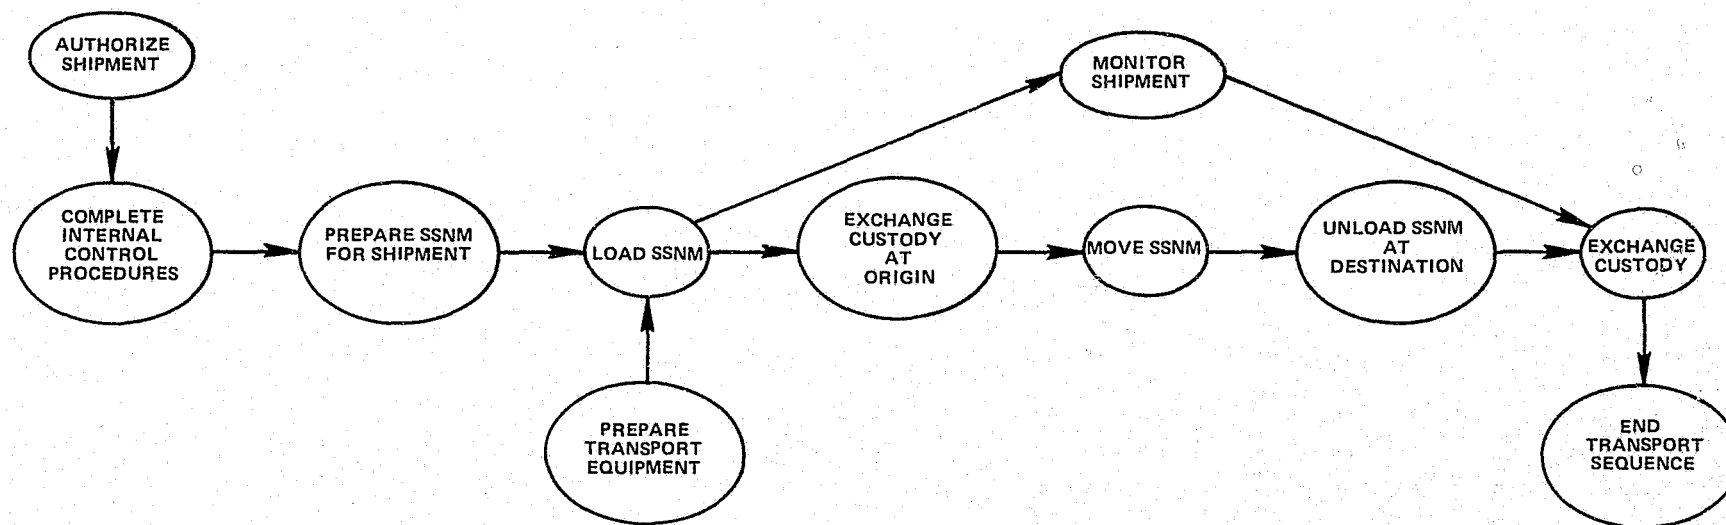 AUTHORIZE
SHIPMENT
MONITOR
SHIPMENT
COMPLETE
INTERNAL
CONTROL
PROCEDURES
PREPARE SSNM
FOR SHIPMENT
LOAD SSNM
EXCHANGE
CUSTODY
AT
ORIGIN
MOVE SSNM
UNLOAD SSNM
AT
DESTINATION
EXCHANGE
CUSTODY
PREPARE
TRANSPORT
EQUIPMENT
END
TRANSPORT
SEQUENCE